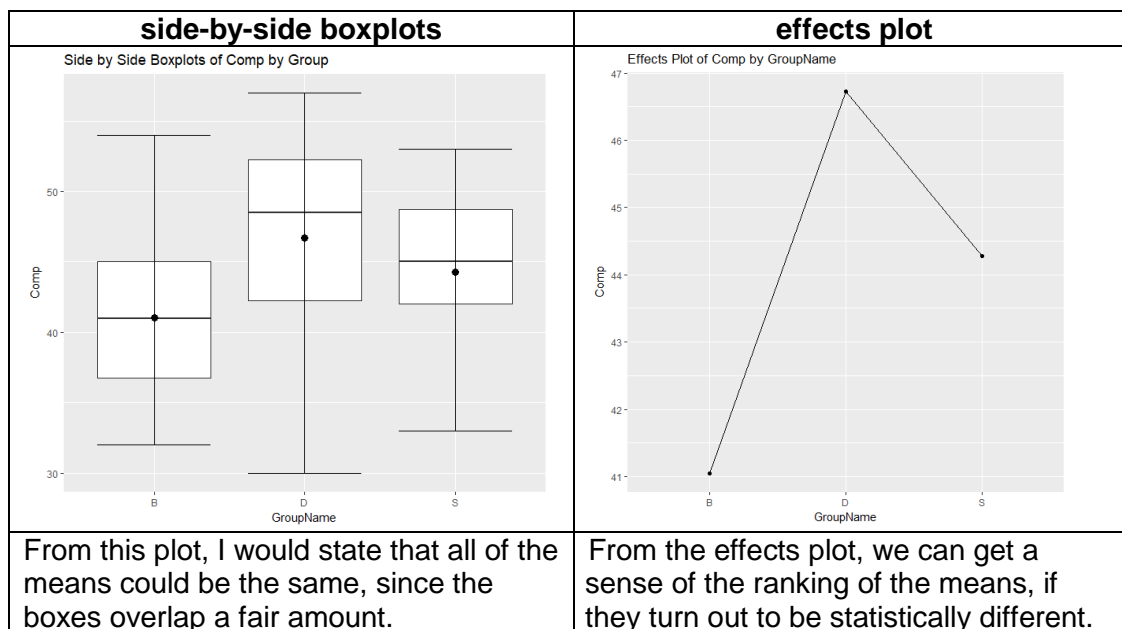 side-by-side boxplots
effects plot
Side by Side Boxplots of Comp by Group
50
40
30
Comp
B
D
S
GroupName
Effects Plot of Comp by GroupName
47
46
45
44
43
42
41
Comp
B
D
S
GroupName
From this plot, I would state that all of the
means could be the same, since the
boxes overlap a fair amount.
From the effects plot, we can get a
sense of the ranking of the means, if
they turn out to be statistically different.